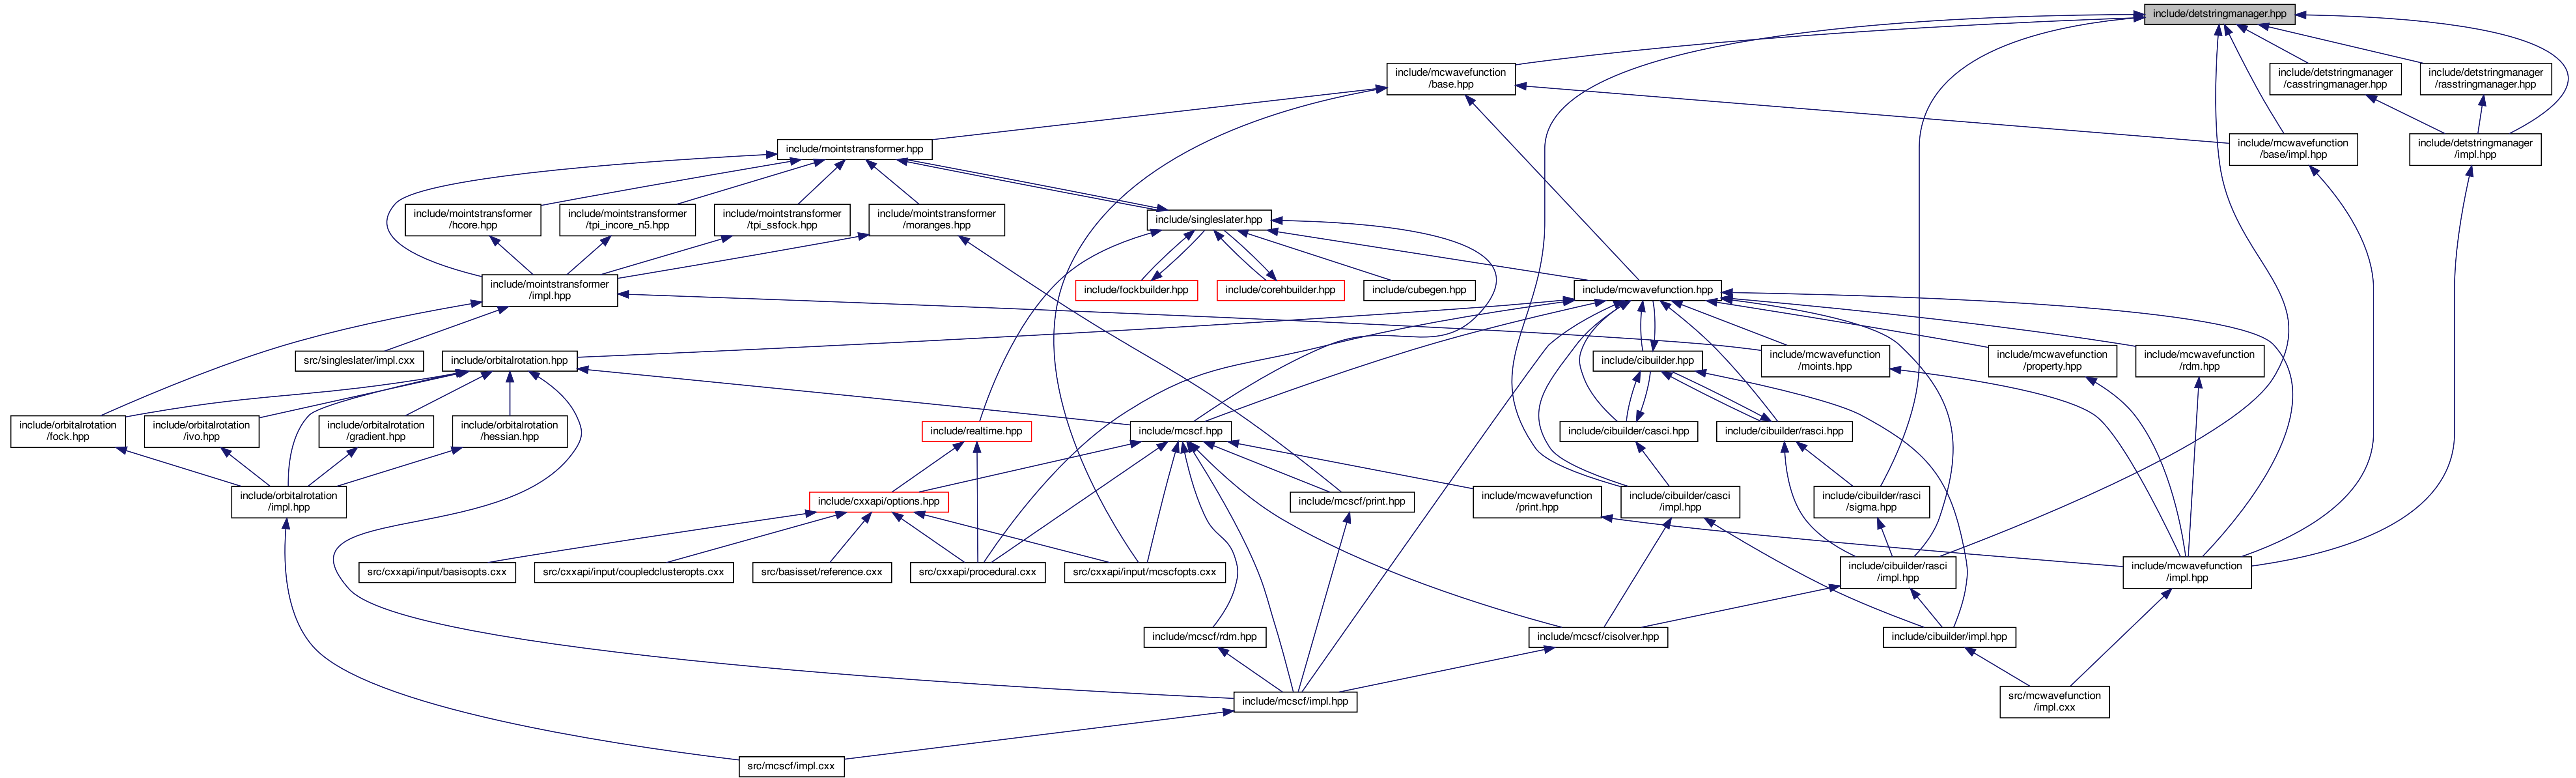 include/detstringmanager.hpp
include/mcwavefunction
/base.hpp
include/detstringmanager
/casstringmanager.hpp
include/detstringmanager
/rasstringmanager.hpp
include/mointstransformer.hpp
include/mcwavefunction
/base/impl.hpp
include/detstringmanager
/impl.hpp
include/mointstransformer
/hcore.hpp
include/mointstransformer
/tpi_incore_n5.hpp
include/mointstransformer
/tpi_ssfock.hpp
include/mointstransformer
/moranges.hpp
include/singleslater.hpp
include/mointstransformer
/impl.hpp
include/fockbuilder.hpp
include/corehbuilder.hpp
include/cubegen.hpp
include/mcwavefunction.hpp
src/singleslater/impl.cxx
include/orbitalrotation.hpp
include/cibuilder.hpp
include/mcwavefunction
/moints.hpp
include/mcwavefunction
/property.hpp
include/mcwavefunction
/rdm.hpp
include/orbitalrotation
/fock.hpp
include/orbitalrotation
/ivo.hpp
include/orbitalrotation
/gradient.hpp
include/orbitalrotation
/hessian.hpp
include/realtime.hpp
include/mcscf.hpp
include/cibuilder/casci.hpp
include/cibuilder/rasci.hpp
include/orbitalrotation
/impl.hpp
include/cxxapi/options.hpp
include/mcscf/print.hpp
include/mcwavefunction
/print.hpp
include/cibuilder/casci
/impl.hpp
include/cibuilder/rasci
/sigma.hpp
src/cxxapi/input/basisopts.cxx
src/cxxapi/input/coupledclusteropts.cxx
src/basisset/reference.cxx
src/cxxapi/procedural.cxx
src/cxxapi/input/mcscfopts.cxx
include/cibuilder/rasci
/impl.hpp
include/mcwavefunction
/impl.hpp
include/mcscf/rdm.hpp
include/mcscf/cisolver.hpp
include/cibuilder/impl.hpp
include/mcscf/impl.hpp
src/mcwavefunction
/impl.cxx
src/mcscf/impl.cxx